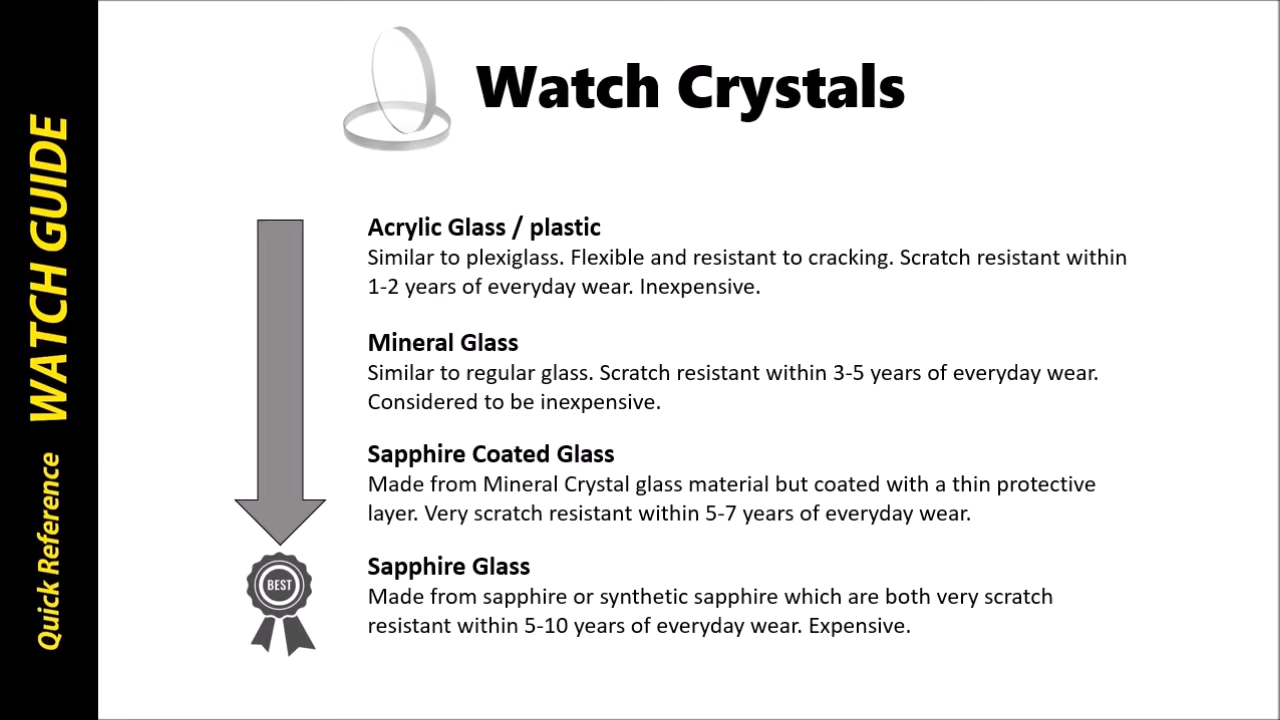 Quick Reference WATCH GUIDE
Watch Crystals
Acrylic Glass / plastic
Similar to plexiglass. Flexible and resistant to cracking. Scratch resistant within
1-2 years of everyday wear. Inexpensive.
Mineral Glass
Similar to regular glass. Scratch resistant within 3-5 years of everyday wear.
Considered to be inexpensive.
Sapphire Coated Glass
Made from Mineral Crystal glass material but coated with a thin protective
layer. Very scratch resistant within 5-7 years of everyday wear.
BEST
Sapphire Glass
Made from sapphire or synthetic sapphire which are both very scratch
resistant within 5-10 years of everyday wear. Expensive.